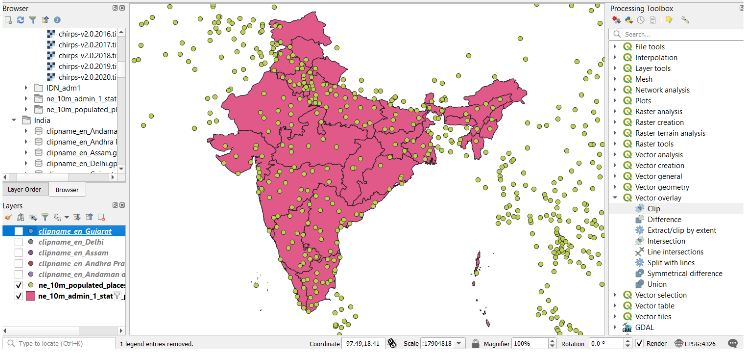 Browser
chirps-v2.0.2016.ti
chirps-v2.0.2017.ti
chirps-v2.0.2018.ti
chirps-v2.0.2019.ti
chirps-v2.0.2020.ti
IDN_adm1
ne_10m_admin_1_stat
ne_10m_populated_p
India
clipname_en_Andama
clipname_en_Andhra P
clipname_en_Assam.g
clipname_en_Delhi.gp
Layer Order
Browser
Layers
clipname_en_Gujarat
clipname_en_Delhi
clipname_en_Assam
clipname_en_Andhra Pra
clipname_en_Andaman a
ne_10m_populated_places
ne_10m_admin_1_stat
Processing Toolbox
Search...
File tools
Interpolation
Layer tools
Mesh
Network analysis
Plots
Raster analysis
Raster creation
Raster terrain analysis
Raster tools
Vector analysis
Vector creation
Vector general
Vector geometry
Vector overlay
Clip
Difference
Extract/clip by extent
Intersection
Line intersections
Split with lines
Symmetrical difference
Union
Vector selection
Vector table
Vector tiles
GDAL
Type to locate (Ctrl+K)
1 legend entries removed.
Coordinate 97.49,18.41
Scale 17904818
Magnifier 100%
Rotation 0.0 °
Render
EPSG:4326